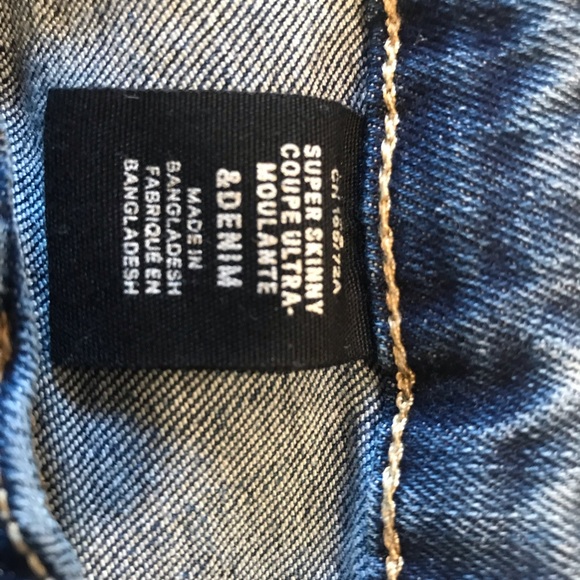 SUPER SKINNY
COUPE ULTRA-
MOULANTE
&DENIM
MADE IN
BANGLADESH
FABRIQUÉ EN
BANGLADESH